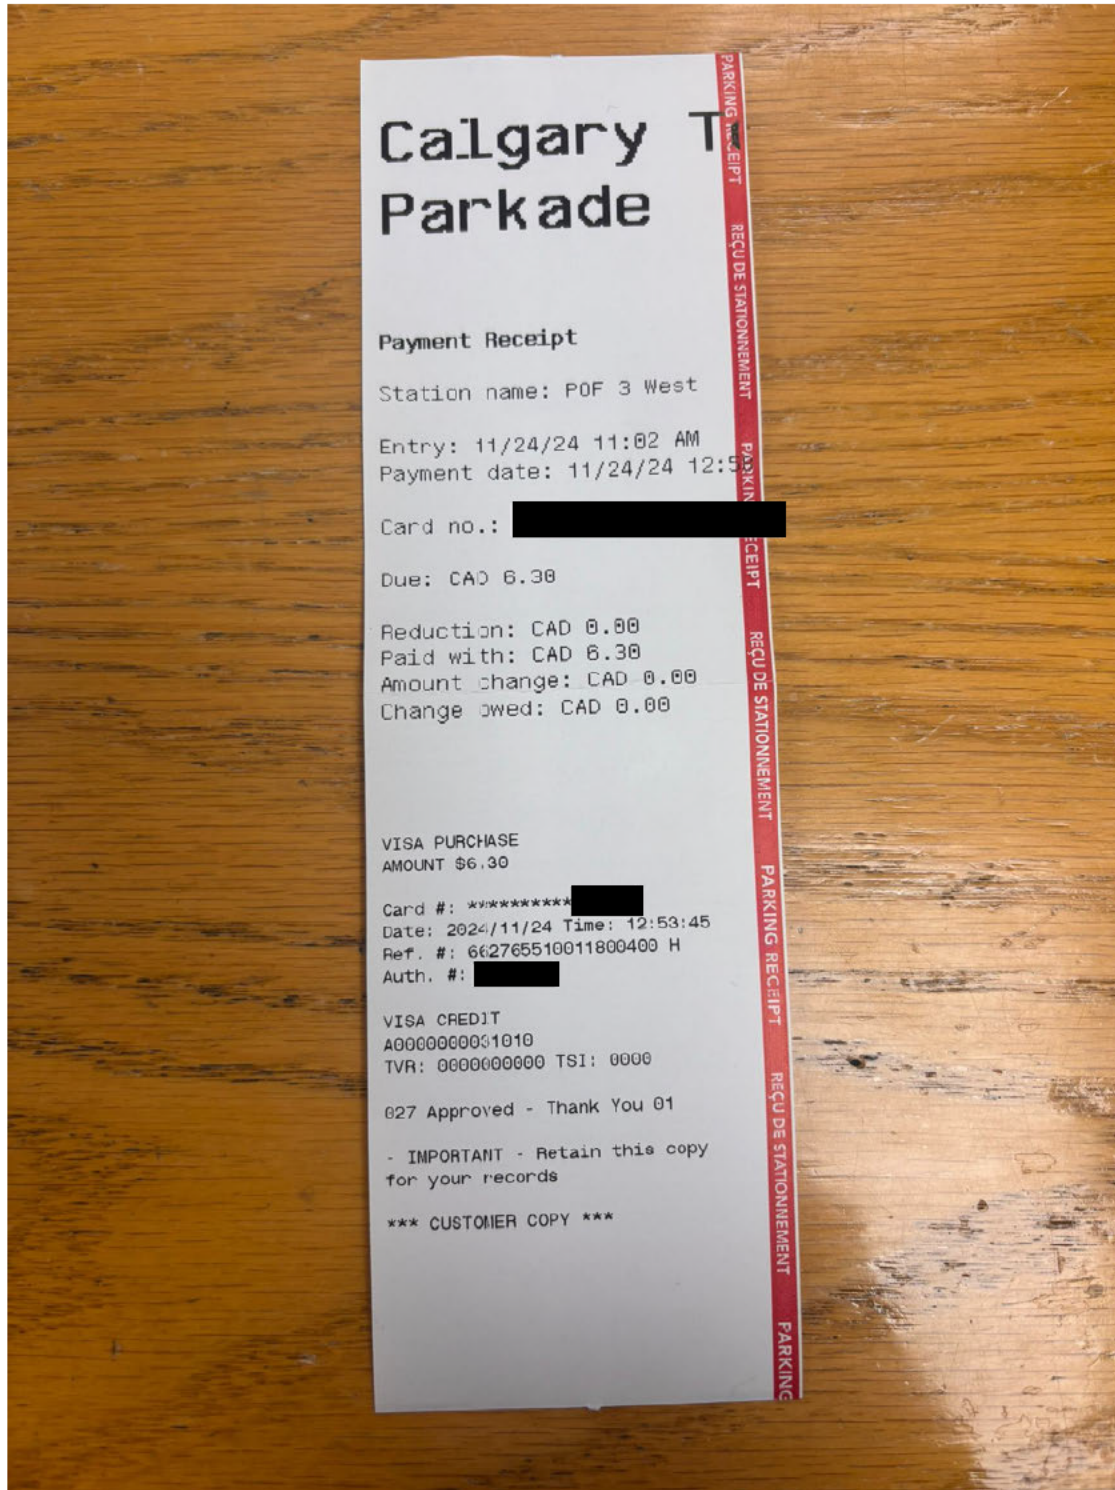 Calgary T
Parkade
Payment Receipt
Station name: POF 3 West
Entry: 11/24/24 11:02 AM
Payment date: 11/24/24
Card no.:
Due: CAD 6.30
Reduction: CAD 0.00
Paid with: CAD 6.30
Amount change: CAD 0.00
Change owed: CAD 0.00
VISA PURCHASE
AMOUNT $6.30
Card #: ***********
Date: 2024/11/24 Time: 12:53:45
Ref. #: 662765510011800400 H
Auth. #:
VISA CREDIT
A0000000031010
TVR: 0000000000 TSI: 0000
027 Approved - Thank You 01
- IMPORTANT - Retain this copy
for your records
*** CUSTOMER COPY ***
PARKING RECEIPT REÇU DE STATIONNEMENT PARKING RECEIPT REÇU DE STATIONNEMENT PARKING RECEIPT REÇU DE STATIONNEMENT PARKING